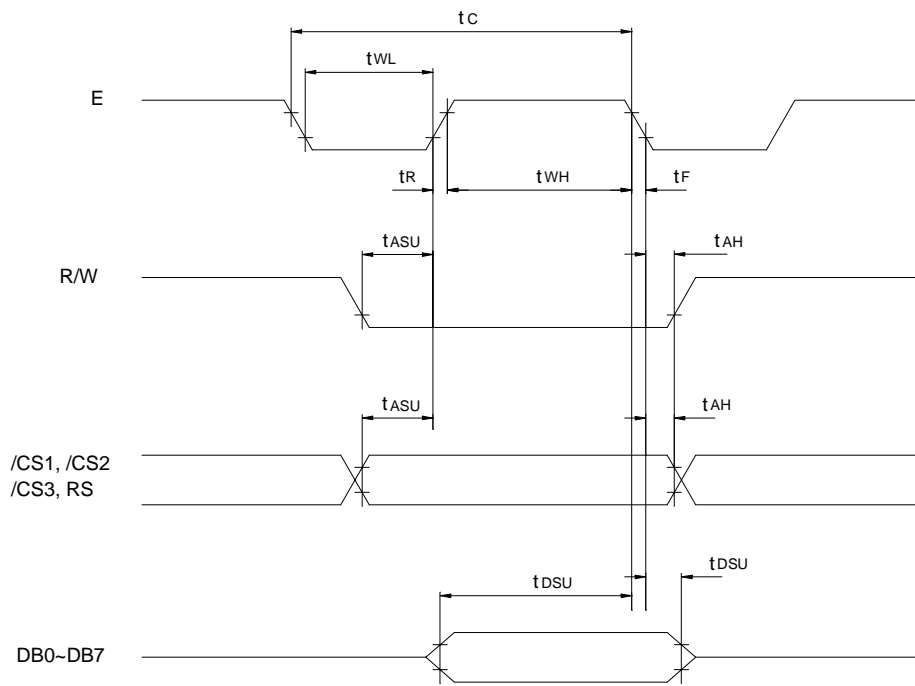 tC
tWL
E
tR
tWH
tF
tASU
tAH
R/W
tASU
tAH
/CS1, /CS2
/CS3, RS
tDSU
tDSU
DB0~DB7